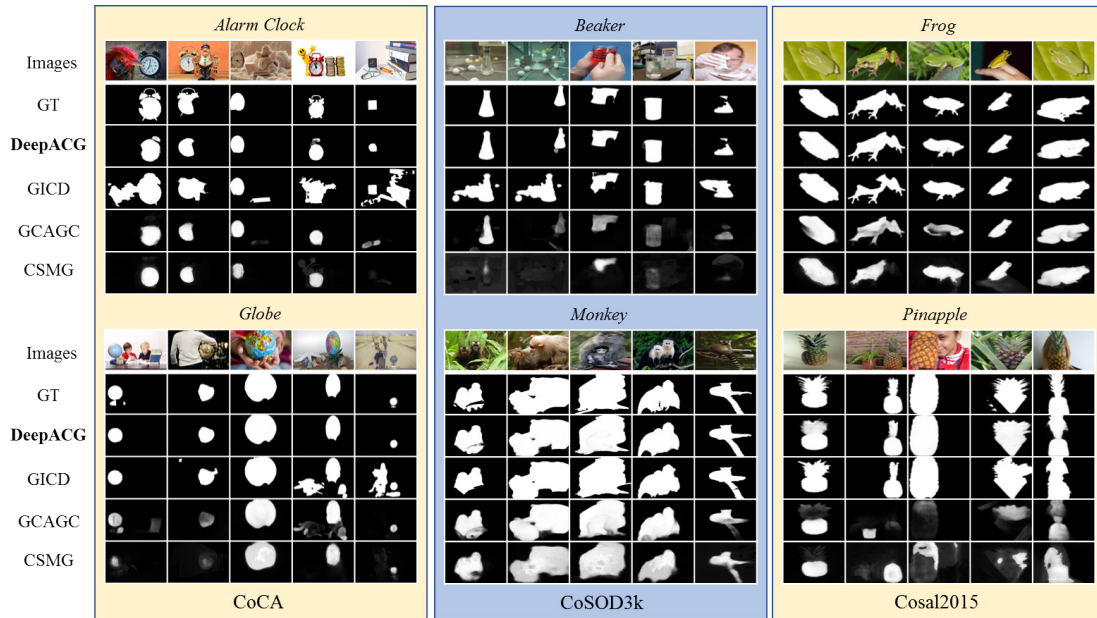 Alarm Clock Beaker Frog
Images
GT
DeepACG
GICD
GCAGC
CSMG
Globe Monkey Pinapple
Images
GT
DeepACG
GICD
GCAGC
CSMG
CoCA CoSOD3k Cosal2015